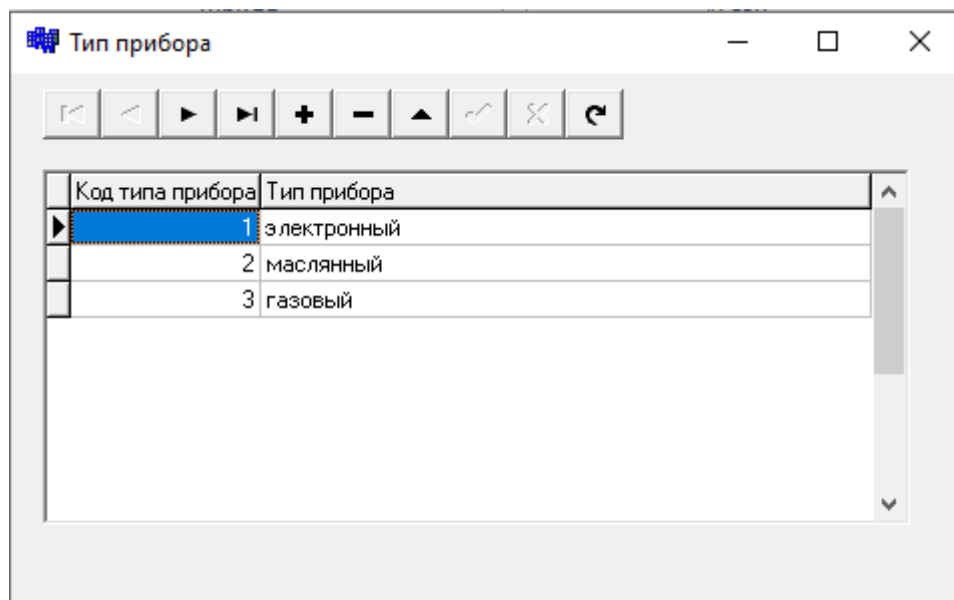 Тип прибора
Код типа прибора Тип прибора
1 электронный
2 маслянный
3 газовый